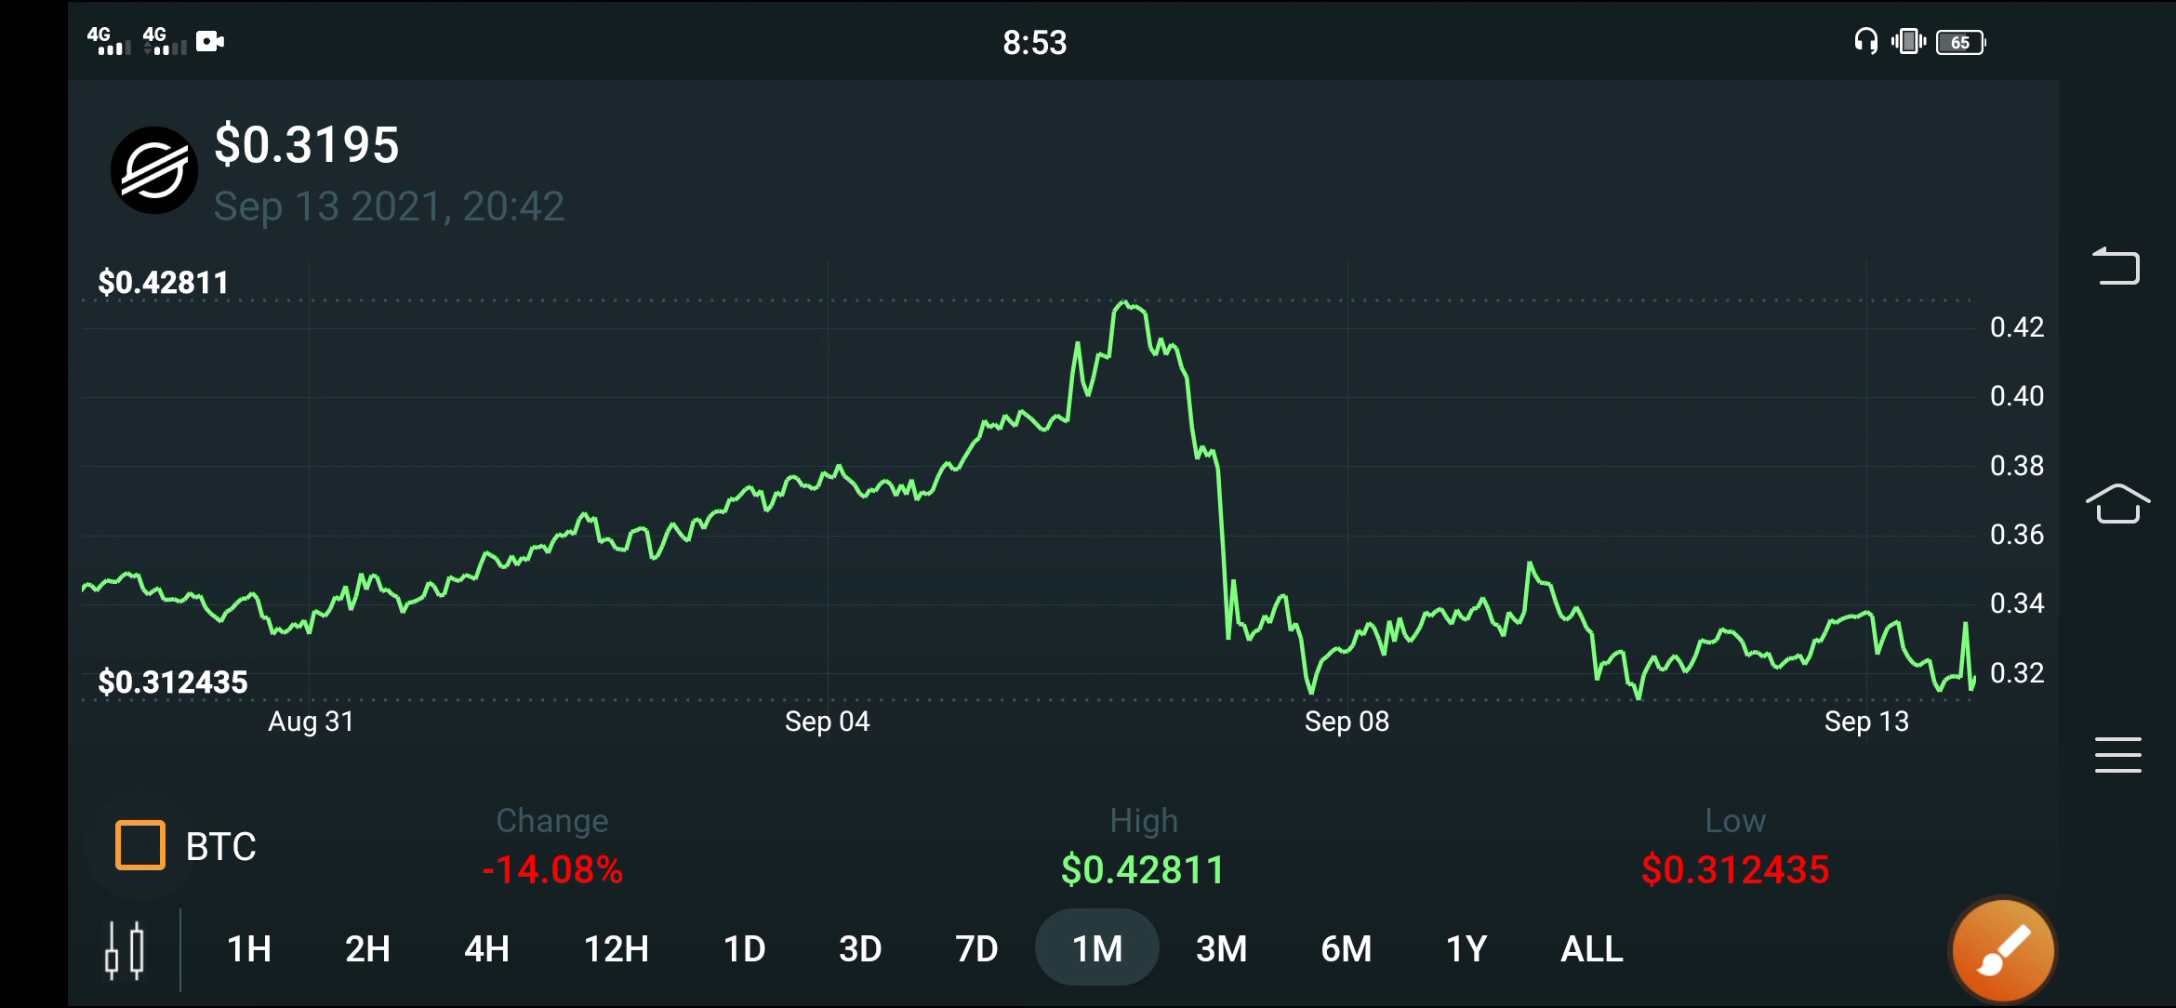 4G 4G 8:53 65
$0.3195
Sep 13 2021, 20:42
$0.42811
0.42
0.40
0.38
0.36
0.34
0.32
$0.312435
Aug 31 Sep 04 Sep 08 Sep 13
Change High Low
BTC -14.08% $0.42811 $0.312435
1H 2H 4H 12H 1D 3D 7D 1M 3M 6M 1Y ALL